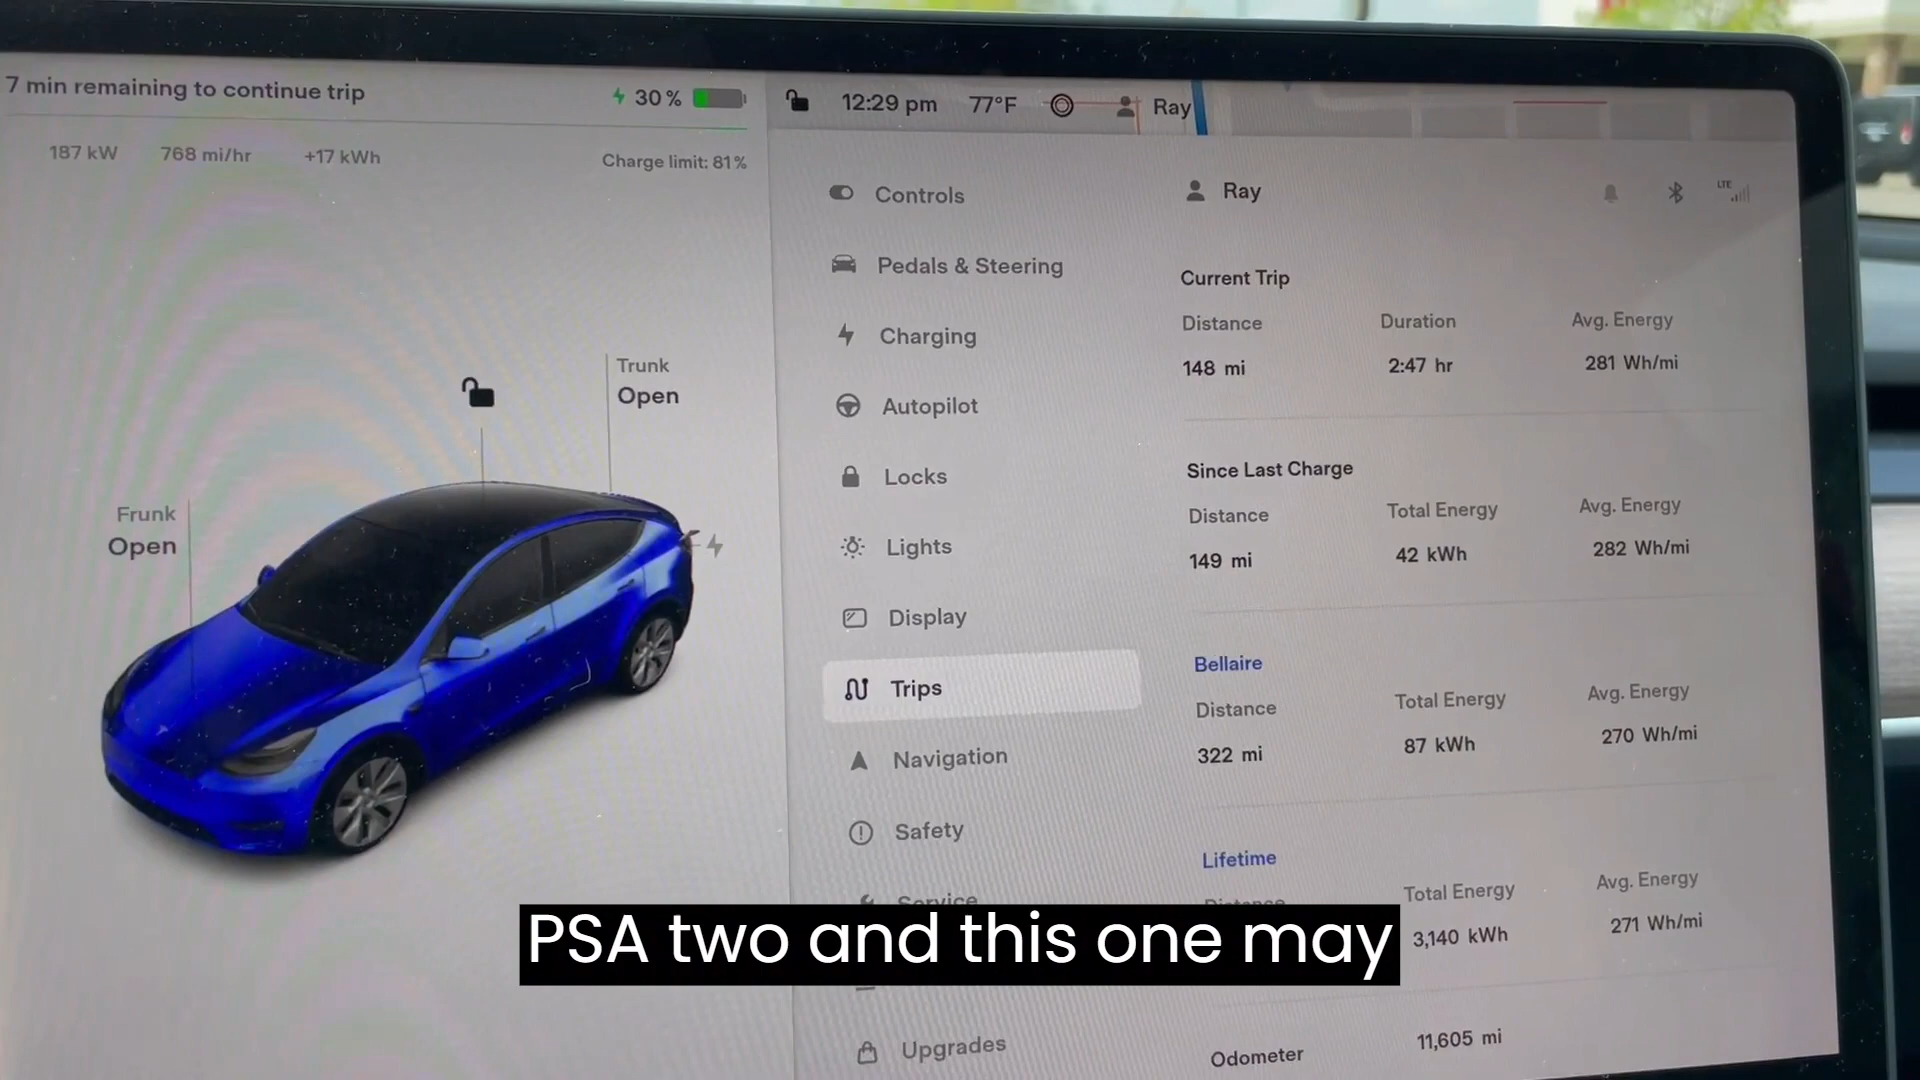 7 min remaining to continue trip
30%
187 kW 768 mi/hr +17 kWh
Charge limit: 81%
Trunk
Open
Frunk
Open
12:29 pm 77°F Ray
Controls
Pedals & Steering
Charging
Autopilot
Locks
Lights
Display
Trips
Navigation
Safety
Service
Upgrades
Ray
LTE
Current Trip
Distance Duration Avg. Energy
148 mi 2:47 hr 281 Wh/mi
Since Last Charge
Distance Total Energy Avg. Energy
149 mi 42 kWh 282 Wh/mi
Bellaire
Distance Total Energy Avg. Energy
322 mi 87 kWh 270 Wh/mi
Lifetime
Distance Total Energy Avg. Energy
3,140 kWh 271 Wh/mi
Odometer 11,605 mi
PSA two and this one may